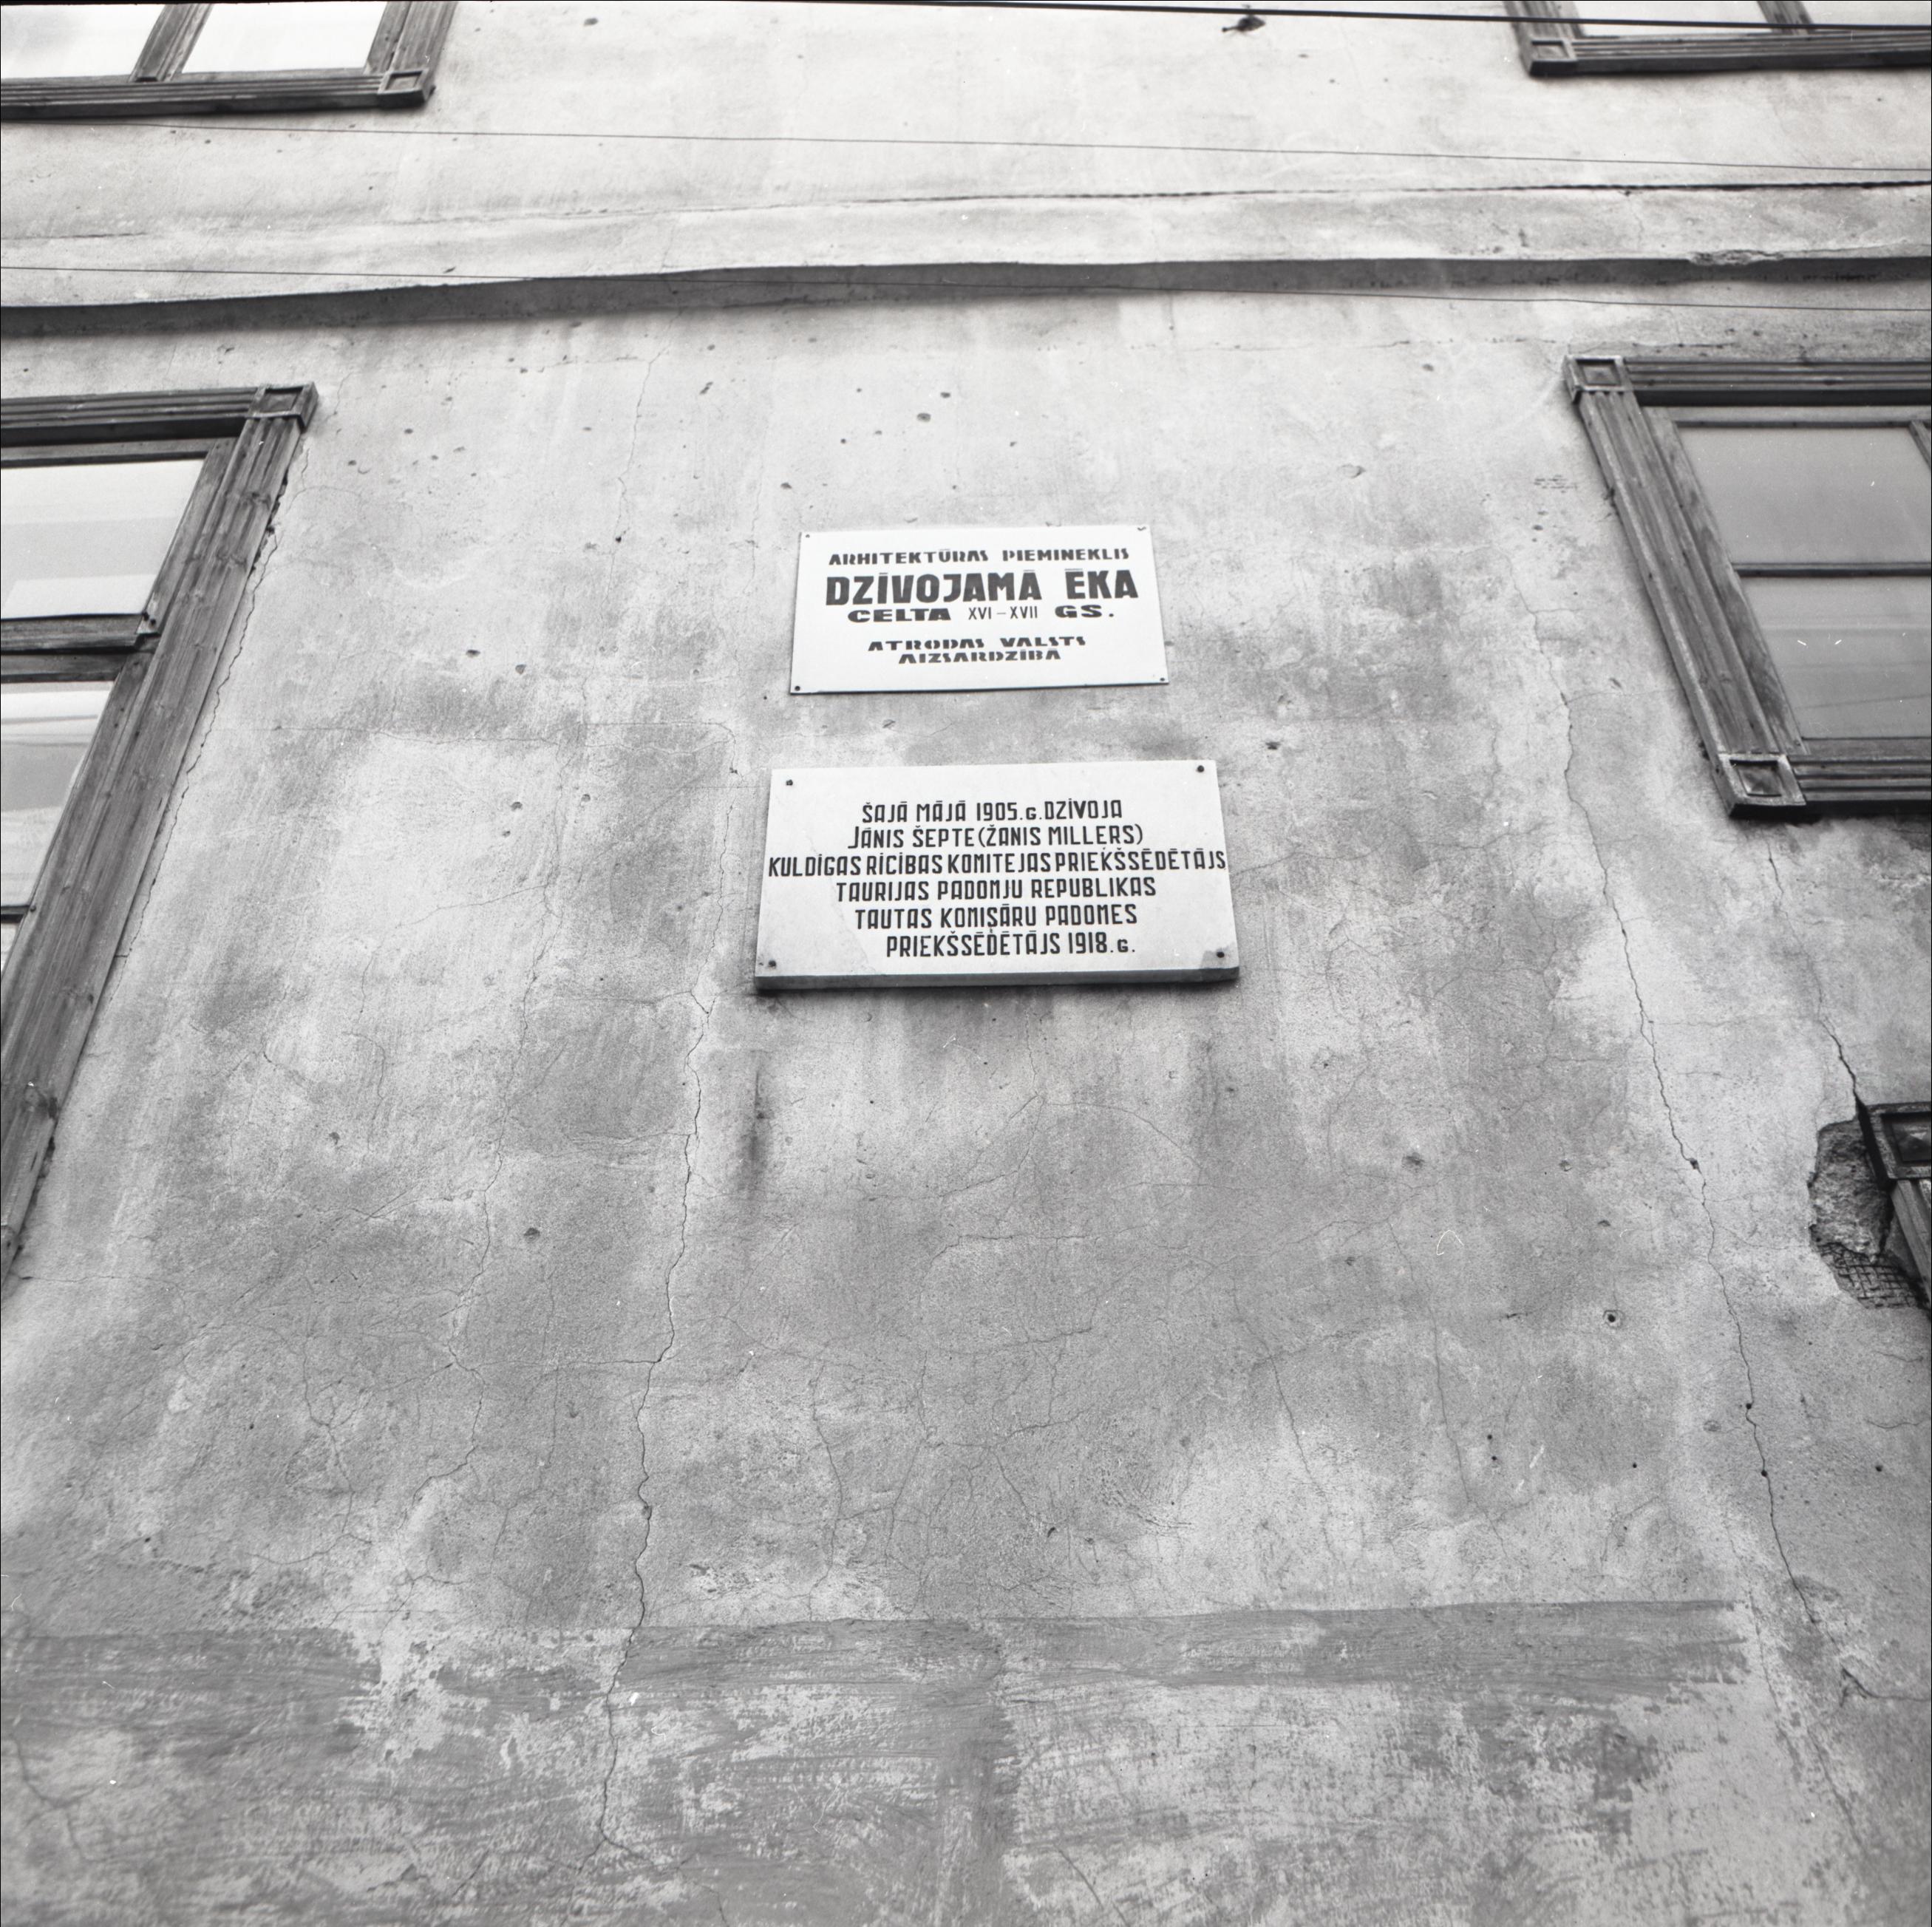 ARHITEKTŪRAS PIEMINEKLIS
DZĪVOJAMĀ ĒKA
CELTA XVI–XVII GS.
ATRODAS VALSTS
AIZSARDZĪBĀ
ŠAJĀ MĀJĀ 1905.G.DZĪVOJA
JĀNIS ŠEPTE(ŽANIS MILLERS)
KULDĪGAS RĪCĪBAS KOMITEJAS PRIEKŠSĒDĒTĀJS
TAURIJAS PADOMJU REPUBLIKAS
TAUTAS KOMISĀRU PADOMES
PRIEKŠSĒDĒTĀJS 1918.G.